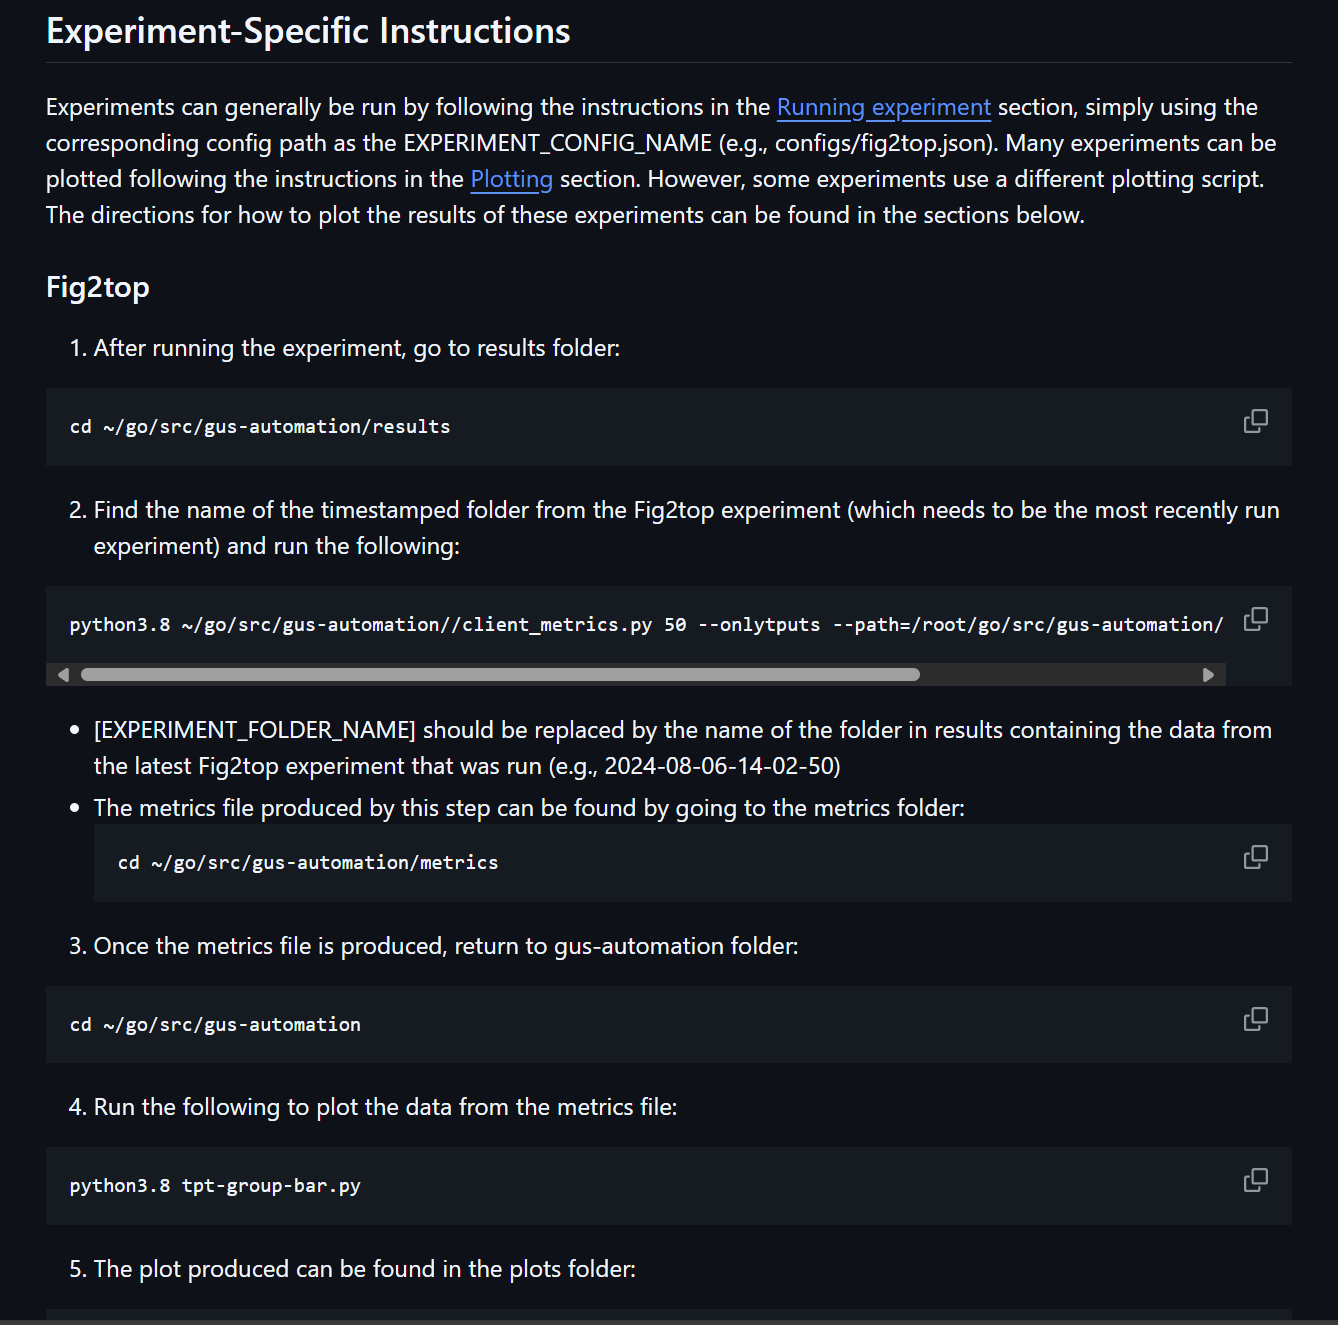 Experiment-Specific Instructions
Experiments can generally be run by following the instructions in the Running experiment section, simply using the
corresponding config path as the EXPERIMENT_CONFIG_NAME (e.g., configs/fig2top.json). Many experiments can be
plotted following the instructions in the Plotting section. However, some experiments use a different plotting script.
The directions for how to plot the results of these experiments can be found in the sections below.
Fig2top
1. After running the experiment, go to results folder:
cd ~/go/src/gus-automation/results
2. Find the name of the timestamped folder from the Fig2top experiment (which needs to be the most recently run
experiment) and run the following:
python3.8 ~/go/src/gus-automation//client_metrics.py 50 --onlytputs --path=/root/go/src/gus-automation/
• [EXPERIMENT_FOLDER_NAME] should be replaced by the name of the folder in results containing the data from
the latest Fig2top experiment that was run (e.g., 2024-08-06-14-02-50)
• The metrics file produced by this step can be found by going to the metrics folder:
cd ~/go/src/gus-automation/metrics
3. Once the metrics file is produced, return to gus-automation folder:
cd ~/go/src/gus-automation
4. Run the following to plot the data from the metrics file:
python3.8 tpt-group-bar.py
5. The plot produced can be found in the plots folder: